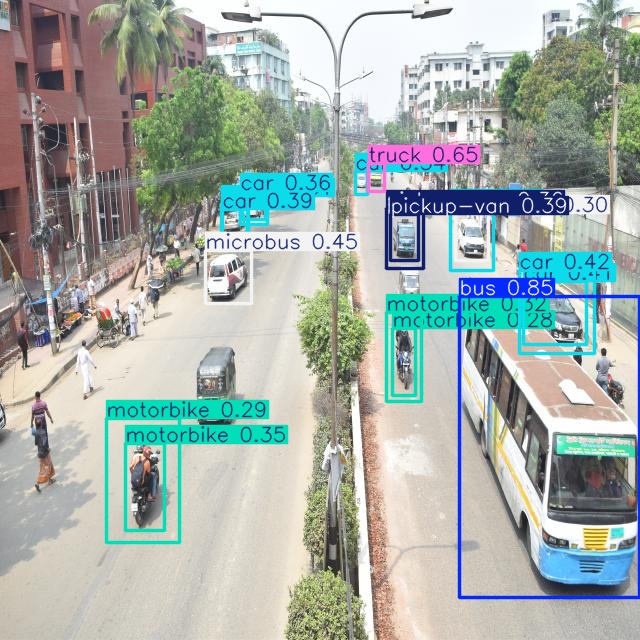 truck 0.65
car 0.36
car 0.39
pickup-van 0.39
0.30
microbus 0.45
car 0.42
bus 0.85
motorbike 0.32
motorbike 0.28
motorbike 0.29
motorbike 0.35